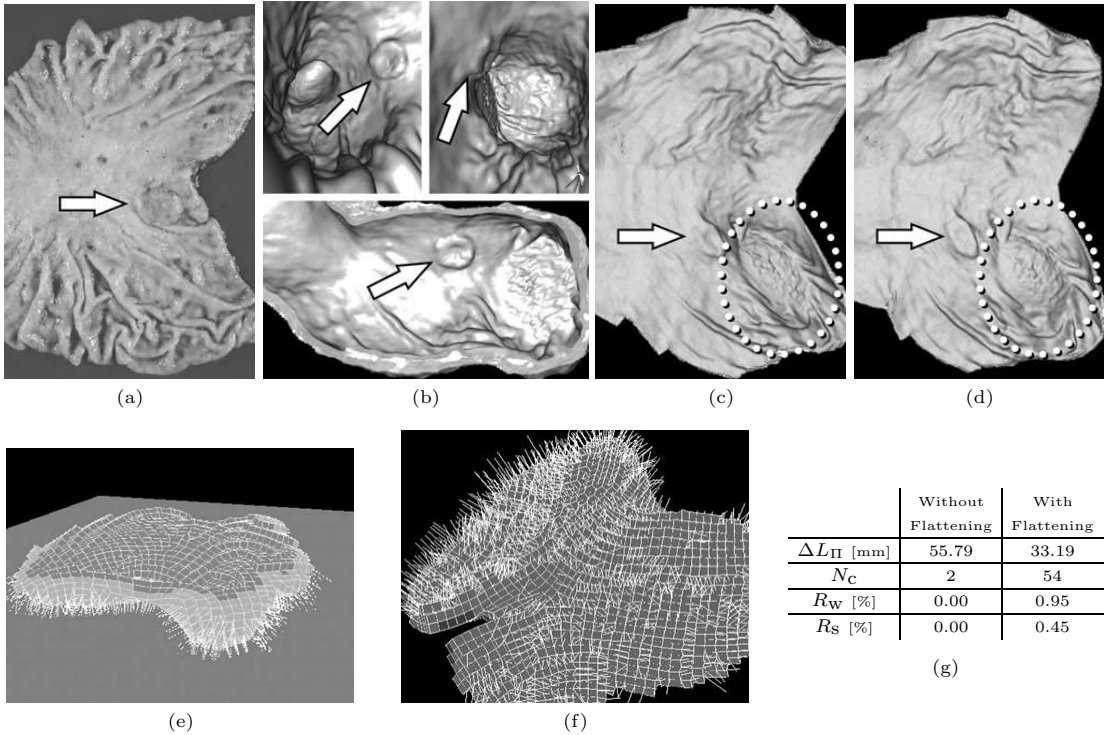 (a)
(b)
(c)
(d)
(e)
(f)
Without With
Flattening Flattening
ΔL_Π [mm] 55.79 33.19
N_C 2 54
R_W [%] 0.00 0.95
R_S [%] 0.00 0.45
(g)